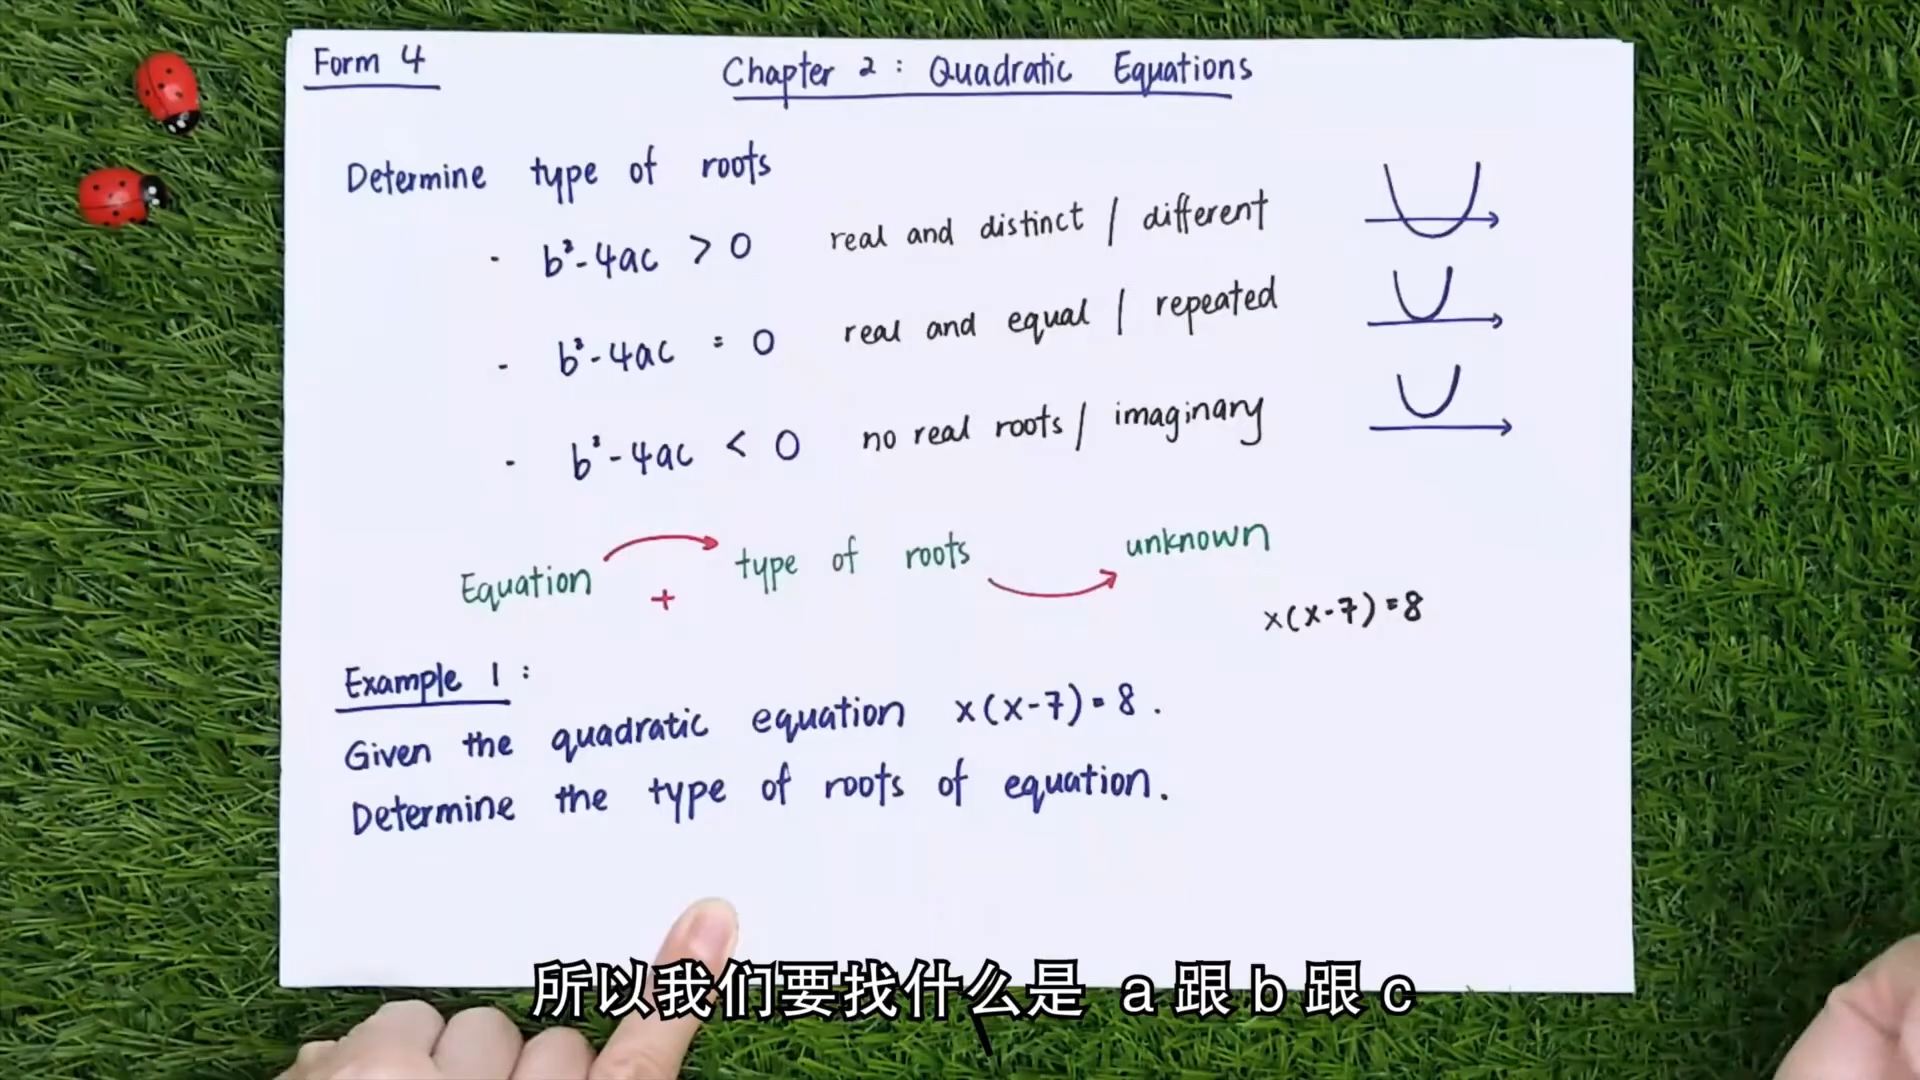 Form 4
Chapter 2 : Quadratic Equations
Determine type of roots
- b²-4ac > 0 real and distinct / different
- b²-4ac = 0 real and equal / repeated
- b²-4ac < 0 no real roots / imaginary
Equation + type of roots unknown
x(x-7)=8
Example 1 :
Given the quadratic equation x(x-7)=8.
Determine the type of roots of equation.
所以我们要找什么是 a跟b跟c